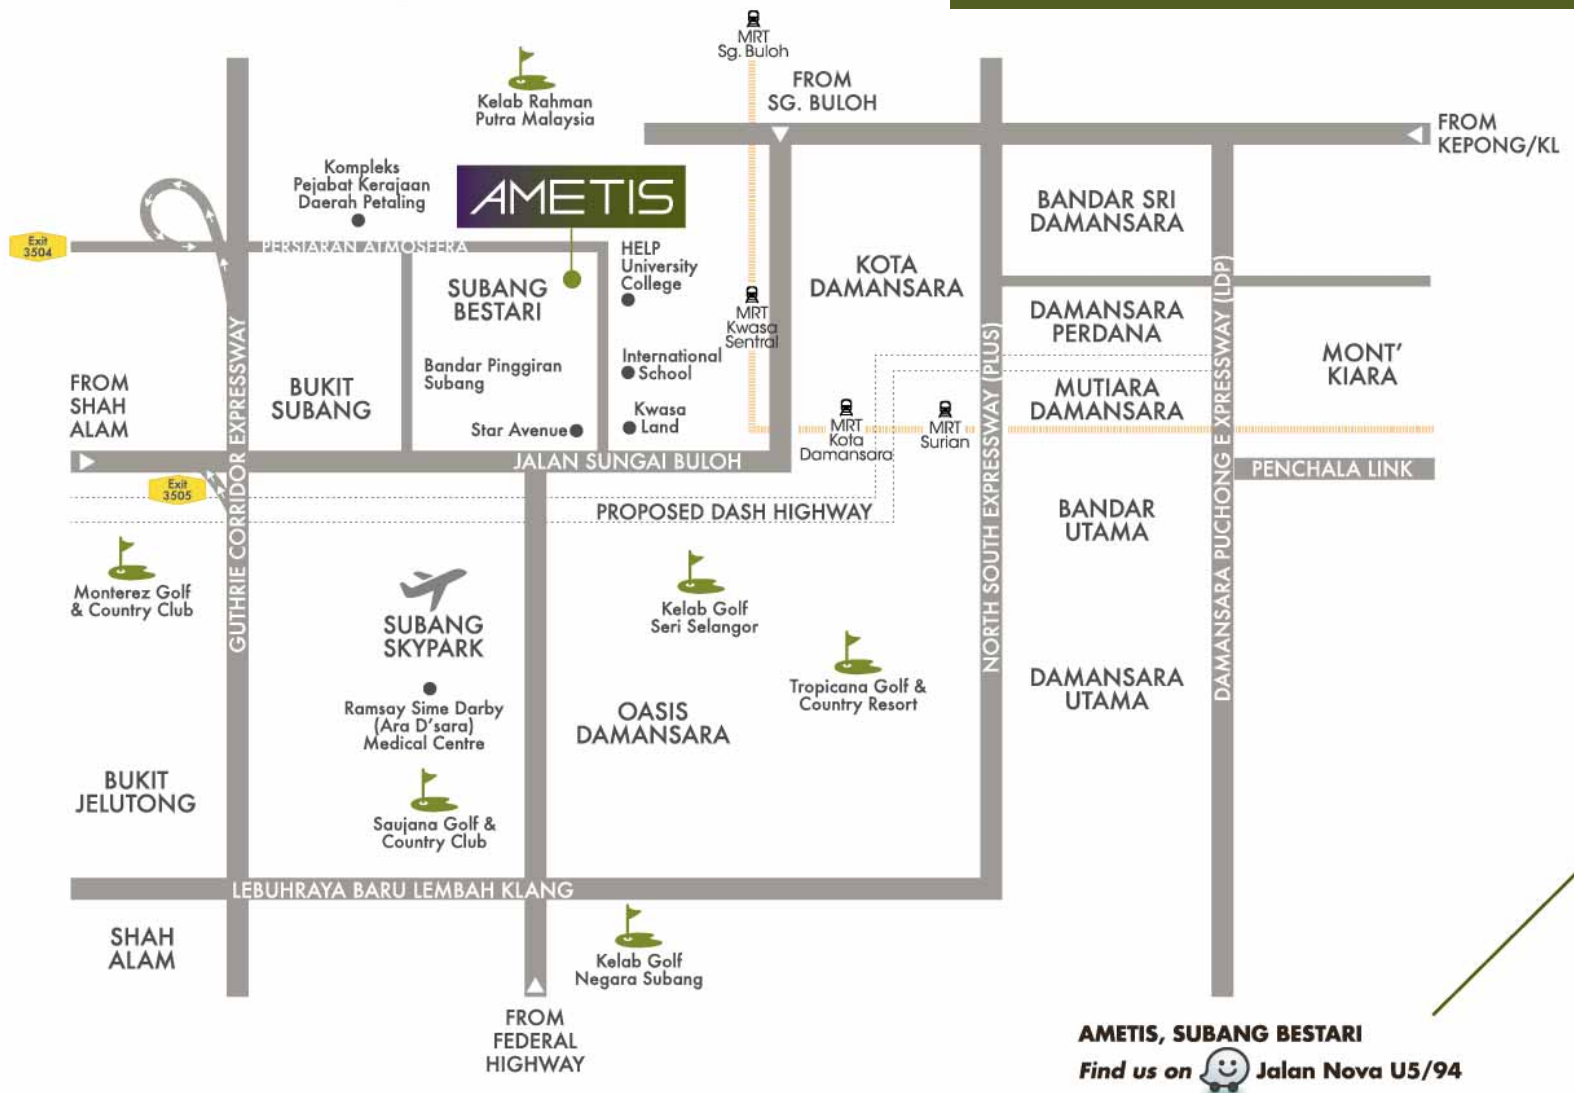 MRT
Sg. Buloh
FROM
SG. BULOH
FROM
KEPONG/KL
Kelab Rahman
Putra Malaysia
Kompleks
Pejabat Kerajaan
Daerah Petaling
AMETIS
Exit
3504
PERSIARAN ATMOSFERA
HELP
University
College
SUBANG
BESTARI
KOTA
DAMANSARA
BANDAR SRI
DAMANSARA
MRT
Kwasa
Sentral
DAMANSARA
PERDANA
MONT'
KIARA
International
School
Bandar Pinggiran
Subang
BUKIT
SUBANG
FROM
SHAH
ALAM
MUTIARA
DAMANSARA
Kwasa
Land
Star Avenue
MRT
Kota
Damansara
MRT
Surian
JALAN SUNGAI BULOH
PENCHALA LINK
Exit
3505
PROPOSED DASH HIGHWAY
BANDAR
UTAMA
GUTHRIE CORRIDOR EXPRESSWAY
NORTH SOUTH EXPRESSWAY (PLUS)
DAMANSARA PUCHONG E XPRESSWAY (LDP)
Monterez Golf
& Country Club
SUBANG
SKYPARK
Kelab Golf
Seri Selangor
Tropicana Golf &
Country Resort
DAMANSARA
UTAMA
Ramsay Sime Darby
(Ara D'sara)
Medical Centre
OASIS
DAMANSARA
BUKIT
JELUTONG
Saujana Golf &
Country Club
LEBUHRAYA BARU LEMBAH KLANG
SHAH
ALAM
Kelab Golf
Negara Subang
FROM
FEDERAL
HIGHWAY
AMETIS, SUBANG BESTARI
Find us on Jalan Nova U5/94